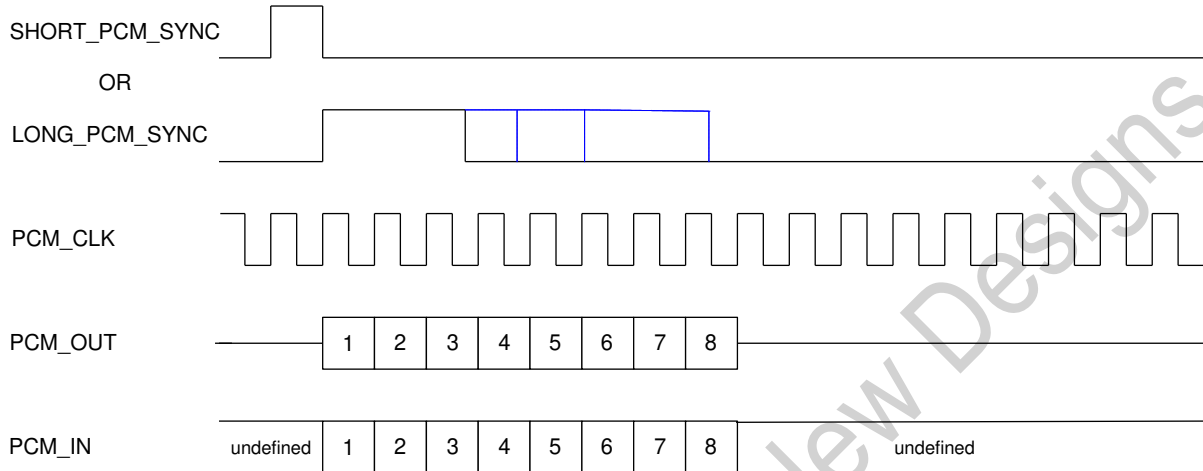 SHORT_PCM_SYNC
OR
LONG_PCM_SYNC
PCM_CLK
PCM_OUT
1 2 3 4 5 6 7 8
PCM_IN
undefined 1 2 3 4 5 6 7 8 undefined
Designs